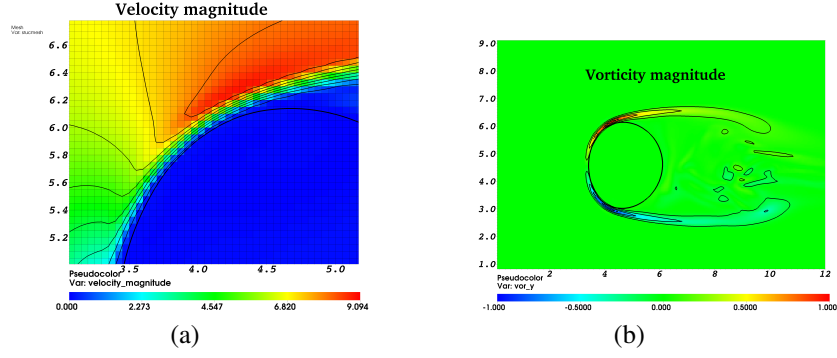 Velocity magnitude
Mesh
Var: stucmesh
6.6
6.4
6.2
6.0
5.8
5.6
5.4
5.2
3.5 4.0 4.5 5.0
Pseudocolor
Var: velocity_magnitude
0.000 2.273 4.547 6.820 9.094
(a)
Vorticity magnitude
9.0
8.0
7.0
6.0
5.0
4.0
3.0
2.0
1.0
2 4 6 8 10 12
Pseudocolor
Var: vor_y
-1.000 -0.5000 0.000 0.5000 1.000
(b)